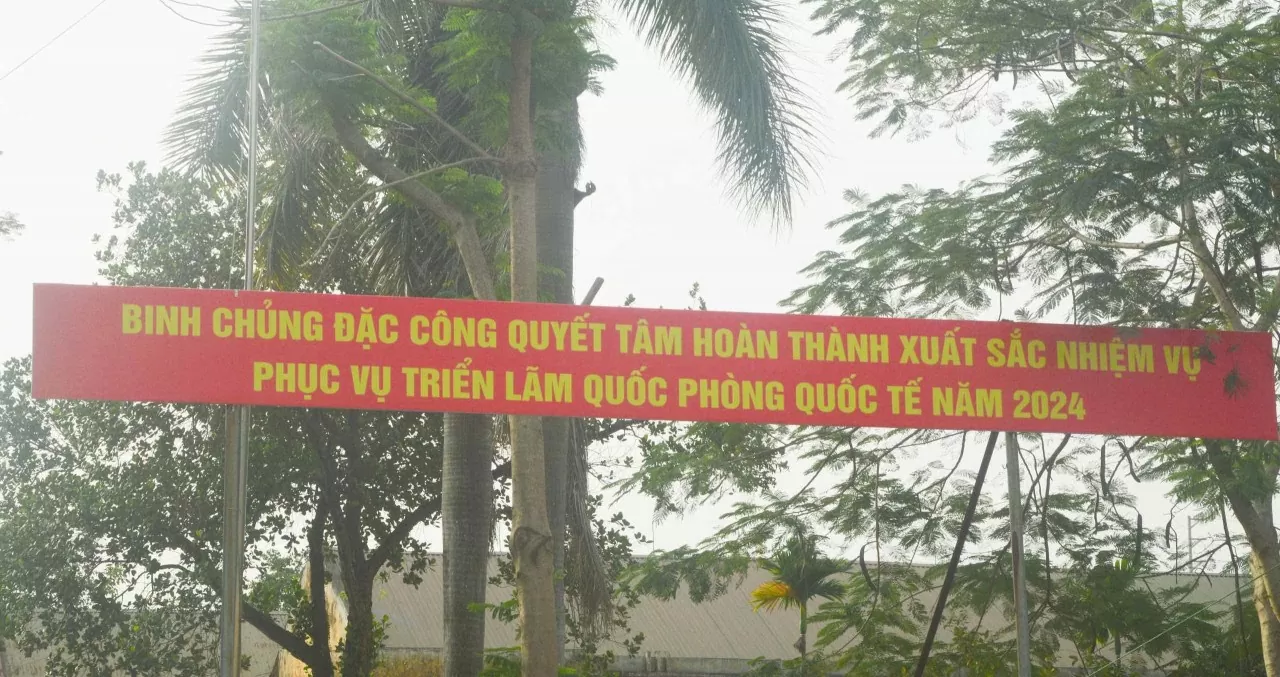 BINH CHỦNG ĐẶC CÔNG QUYẾT TÂM HOÀN THÀNH XUẤT SẮC NHIỆM VỤ
PHỤC VỤ TRIỂN LÃM QUỐC PHÒNG QUỐC TẾ NĂM 2024